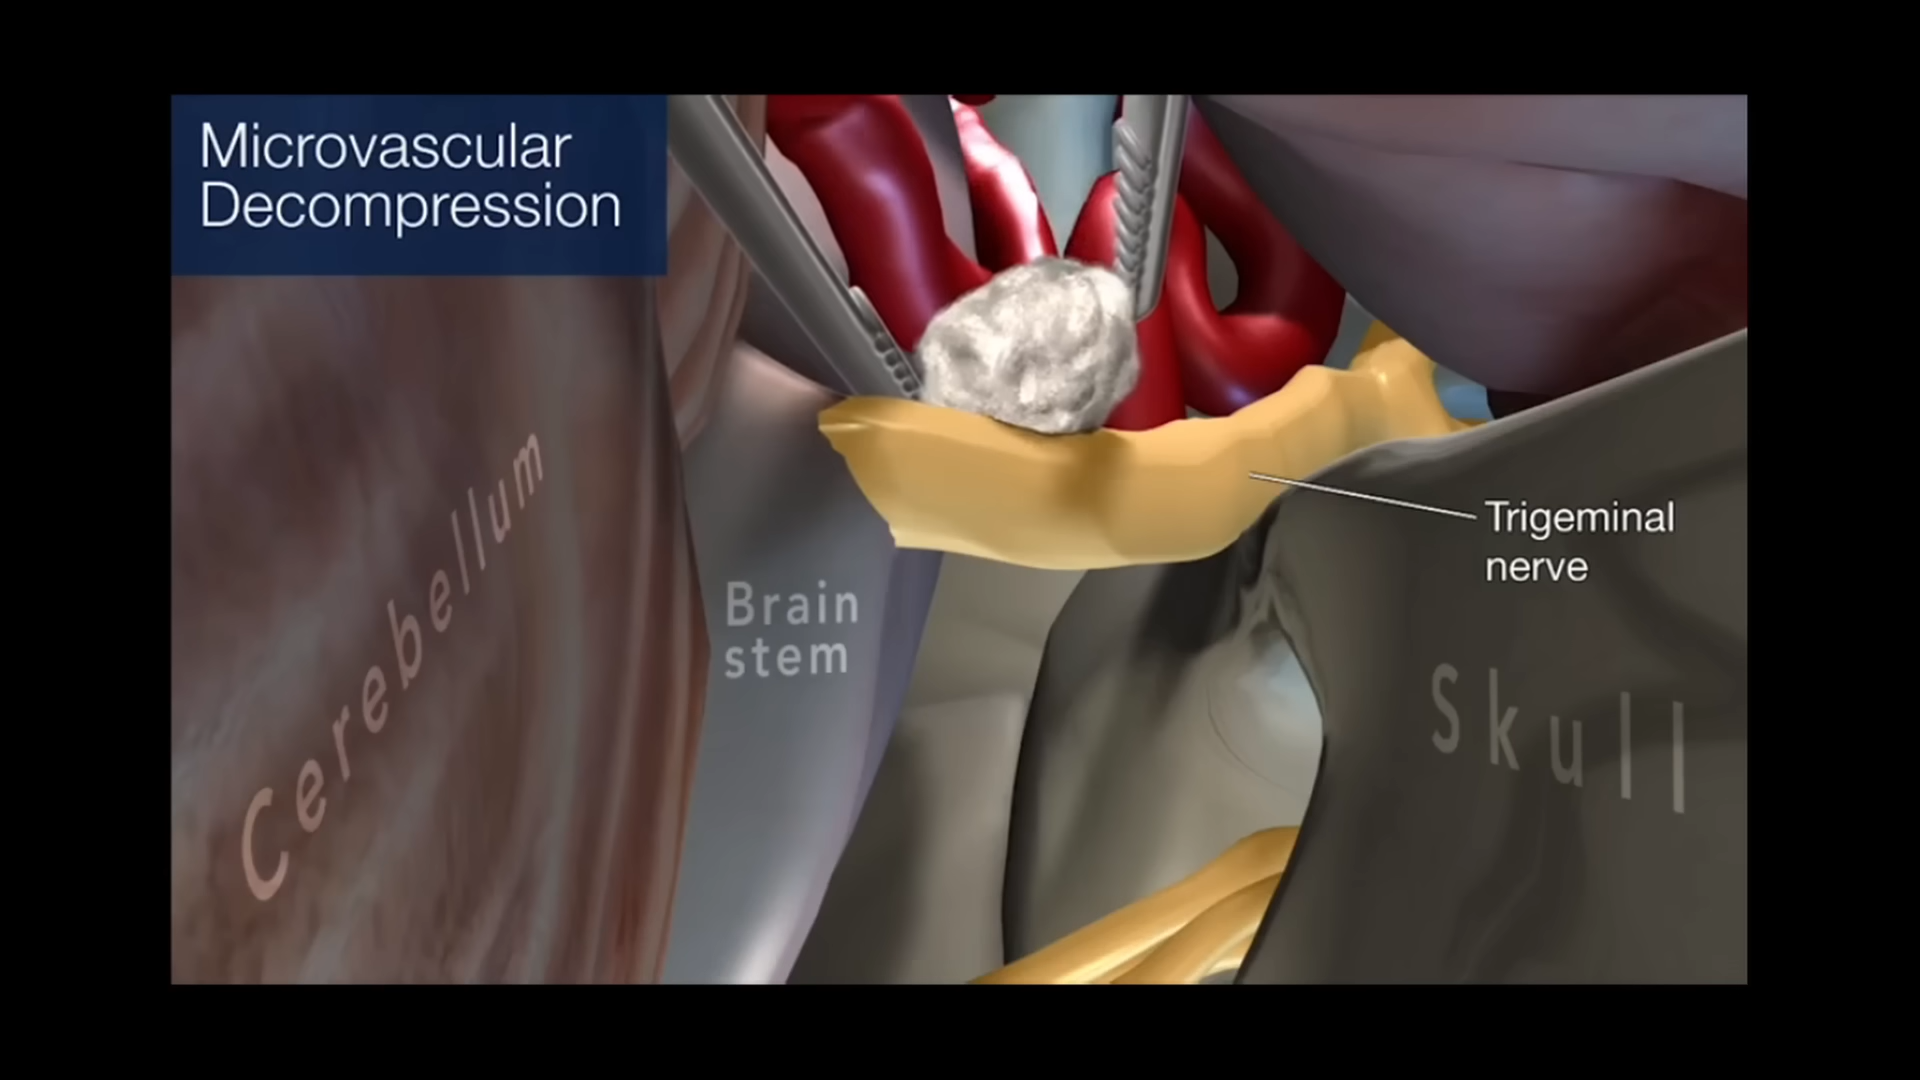 Microvascular
Decompression
Cerebellum
Brain
stem
Trigeminal
nerve
Skull